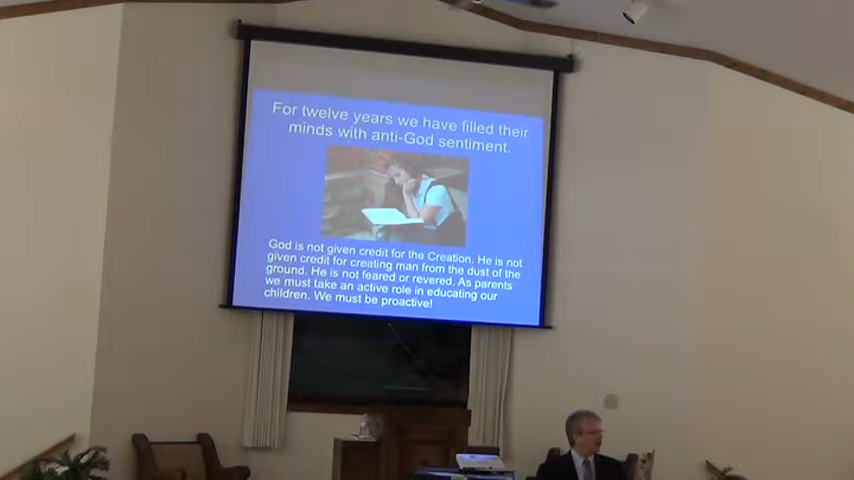 For twelve years we have filled their
minds with anti-God sentiment.
God is not given credit for the Creation. He is not
given credit for creating man from the dust of the
ground. He is not feared or revered. As parents
we must take an active role in educating our
children. We must be proactive!